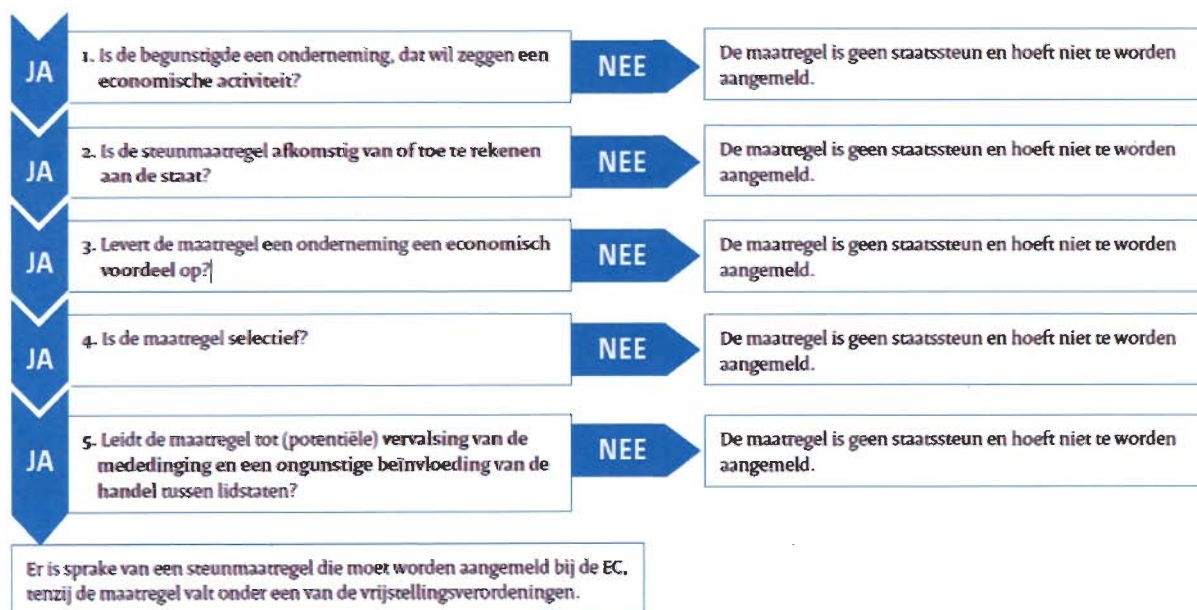 JA
1. Is de begunstigde een onderneming, dat wil zeggen een
economische activiteit?
NEE
De maatregel is geen staatssteun en hoeft niet te worden
aangemeld.
JA
2. Is de steunmaatregel afkomstig van of toe te rekenen
aan de staat?
NEE
De maatregel is geen staatssteun en hoeft niet te worden
aangemeld.
JA
3. Levert de maatregel een onderneming een economisch
voordeel op?
NEE
De maatregel is geen staatssteun en hoeft niet te worden
aangemeld.
JA
4. Is de maatregel selectief?
NEE
De maatregel is geen staatssteun en hoeft niet te worden
aangemeld.
JA
5. Leidt de maatregel tot (potentiële) vervalsing van de
mededinging en een ongunstige beïnvloeding van de
handel tussen lidstaten?
NEE
De maatregel is geen staatssteun en hoeft niet te worden
aangemeld.
Er is sprake van een steunmaatregel die moet worden aangemeld bij de EC,
tenzij de maatregel valt onder een van de vrijstellingsverordeningen.